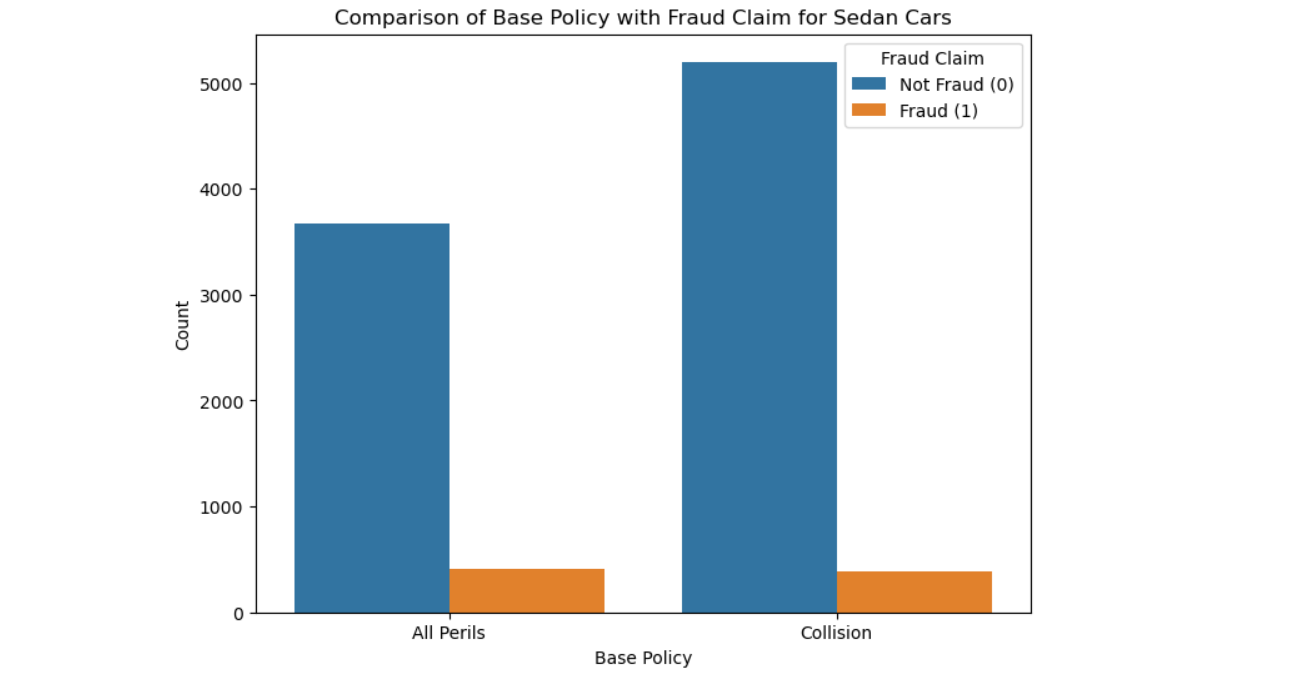 Comparison of Base Policy with Fraud Claim for Sedan Cars
Fraud Claim
Not Fraud (0)
Fraud (1)
Count
5000
4000
3000
2000
1000
0
All Perils
Collision
Base Policy